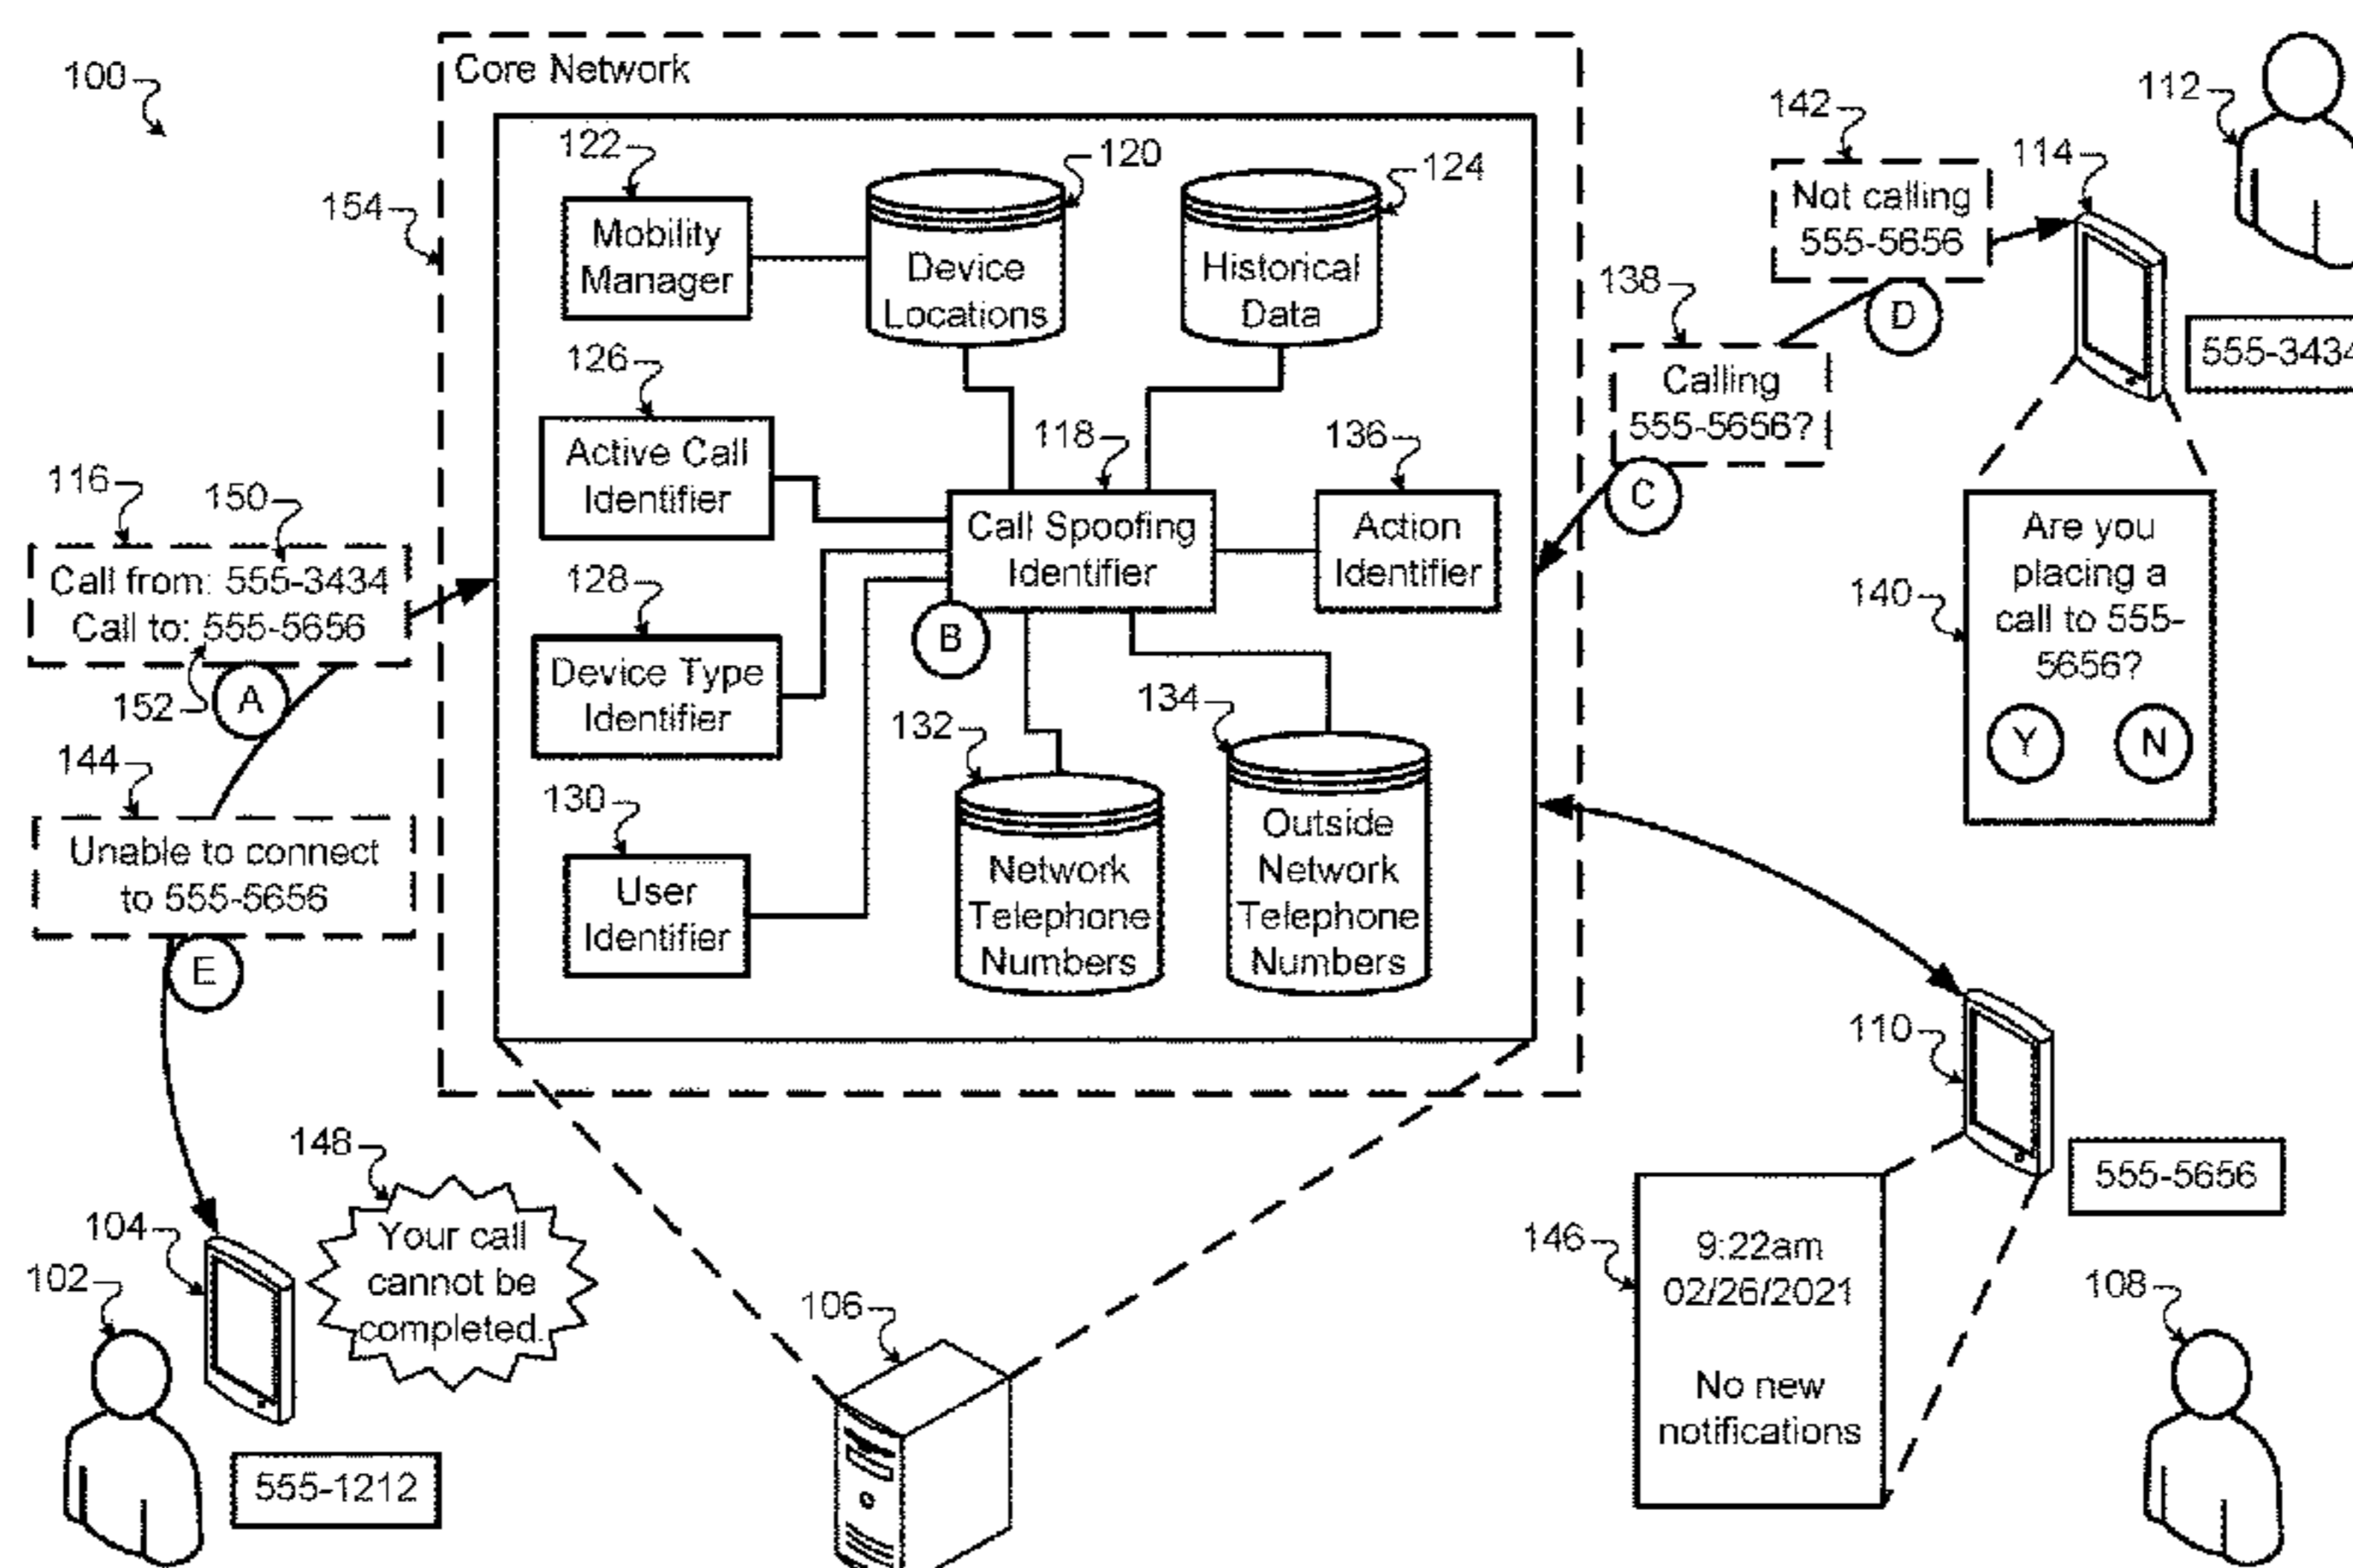 100
Core Network
154
122
Mobility
Manager
120
Device
Locations
124
Historical
Data
126
Active Call
Identifier
118
Call Spoofing
Identifier
B
136
Action
Identifier
128
Device Type
Identifier
130
User
Identifier
132
Network
Telephone
Numbers
134
Outside
Network
Telephone
Numbers
116
150
Call from: 555-3434
Call to: 555-5656
152
A
144
Unable to connect
to 555-5656
E
148
Your call
cannot be
completed.
104
102
555-1212
106
142
Not calling
555-5656
D
138
Calling
555-5656?
C
112
114
555-3434
140
Are you
placing a
call to 555-
5656?
Y N
110
555-5656
146
9:22am
02/26/2021
No new
notifications
108